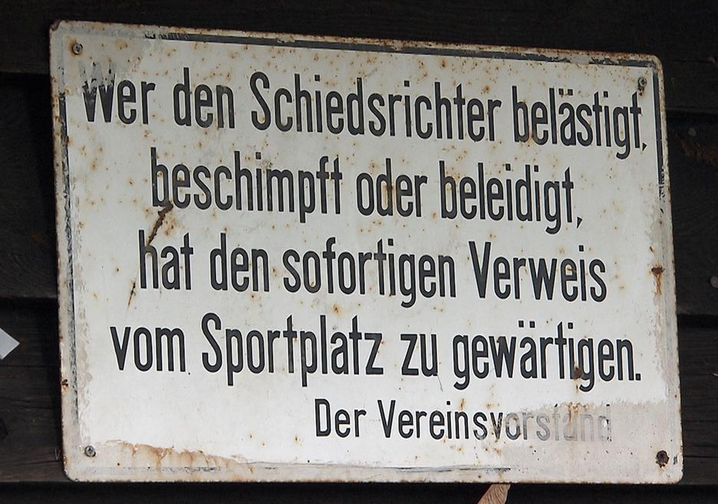 Wer den Schiedsrichter belästigt,
beschimpft oder beleidigt,
hat den sofortigen Verweis
vom Sportplatz zu gewärtigen.
Der Vereinsvorstand